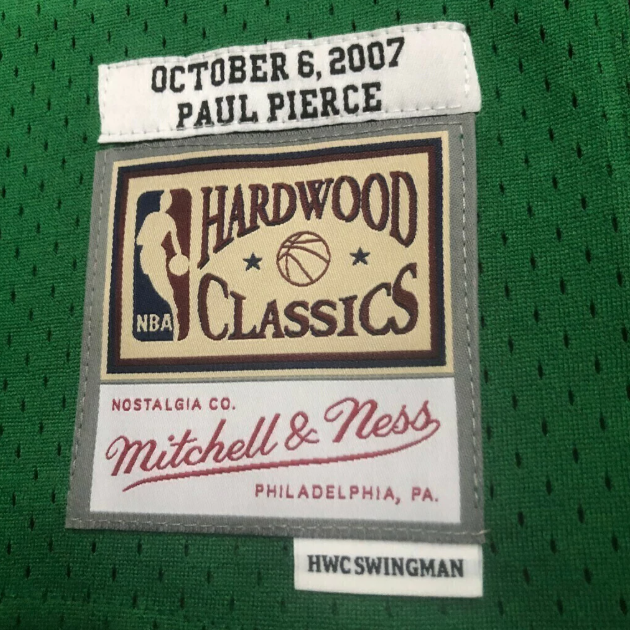 OCTOBER 6, 2007
PAUL PIERCE
HARDWOOD
CLASSICS
NBA
NOSTALGIA CO.
Mitchell & Ness
PHILADELPHIA, PA.
HWC SWINGMAN